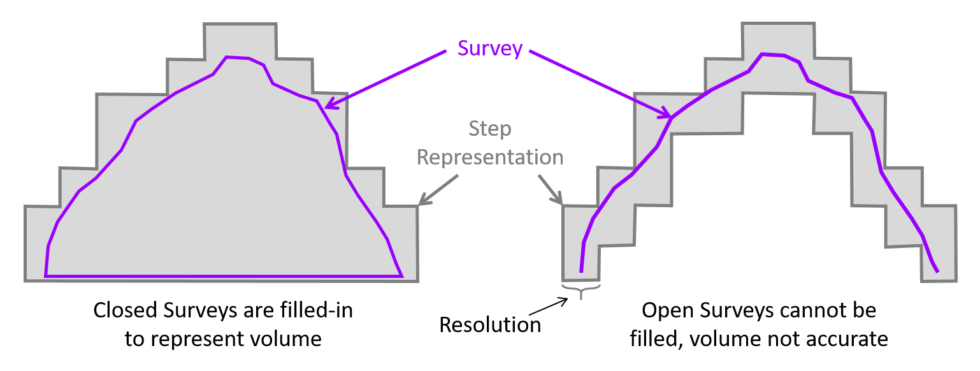 Survey
Step
Representation
Closed Surveys are filled-in
to represent volume
Resolution
Open Surveys cannot be
filled, volume not accurate